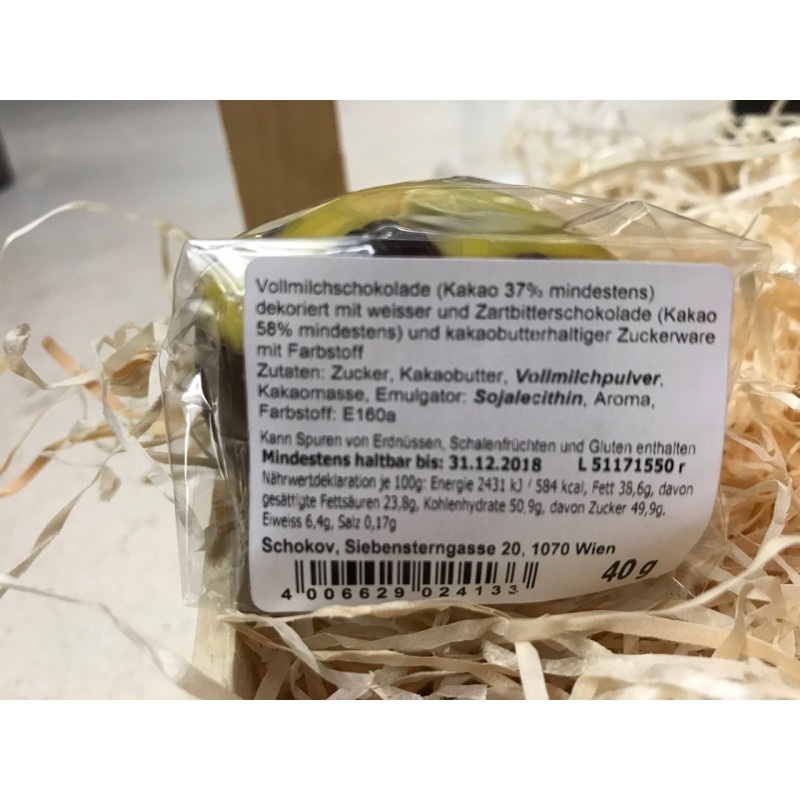 Vollmilchschokolade (Kakao 37% mindestens)
dekoriert mit weisser und Zartbitterschokolade (Kakao
58% mindestens) und kakaobutterhaltiger Zuckerware
mit Farbstoff
Zutaten: Zucker, Kakaobutter, Vollmilchpulver,
Kakaomasse, Emulgator: Sojalecithin, Aroma,
Farbstoff: E160a
Kann Spuren von Erdnüssen, Schalenfrüchten und Gluten enthalten
Mindestens haltbar bis: 31.12.2018 L 51171550 r
Nährwertdeklaration je 100g: Energie 2431 kJ / 584 kcal, Fett 38,6g, davon
gesättigte Fettsäuren 23,8g, Kohlenhydrate 50,9g, davon Zucker 49,9g,
Eiweiss 6,4g, Salz 0,17g
Schokov, Siebensterngasse 20, 1070 Wien
40 g
4 006629 024133